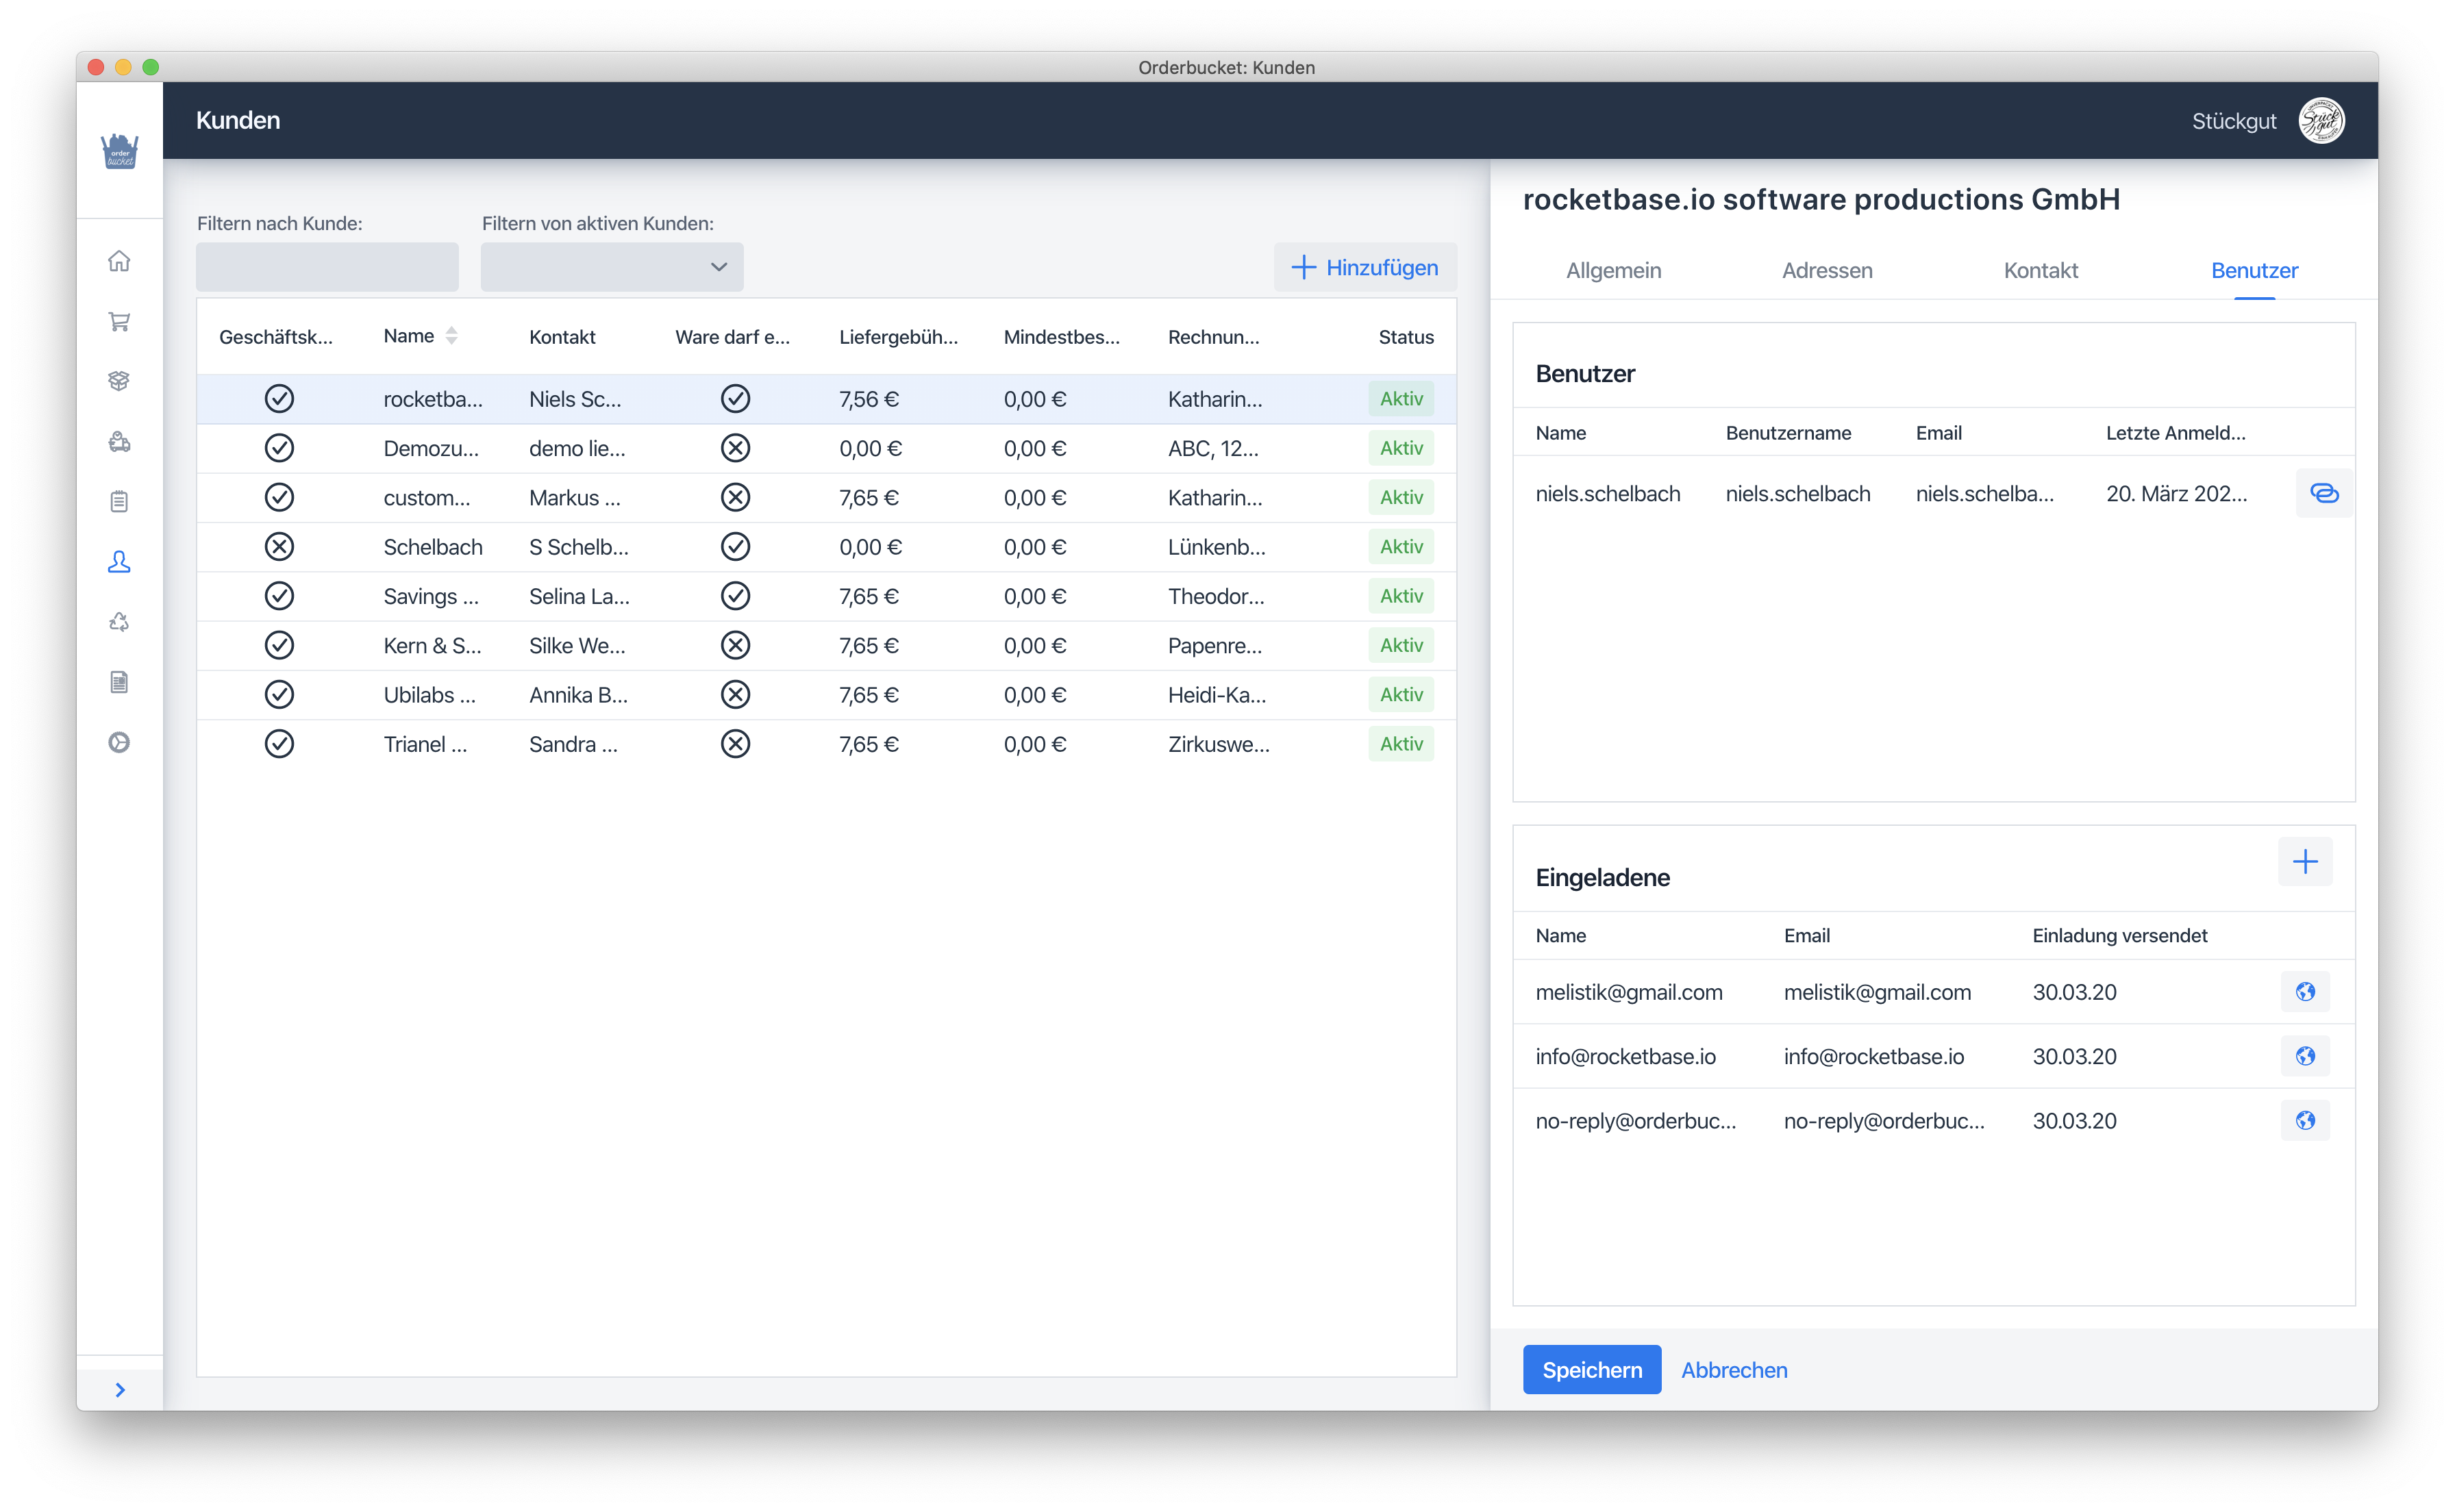 Orderbucket: Kunden
order
bucket
Kunden
Stückgut
Stück
gut
Filtern nach Kunde:
Filtern von aktiven Kunden:
Hinzufügen
Geschäftsk... Name Kontakt Ware darf e... Liefergebüh... Mindestbes... Rechnun... Status
rocketba... Niels Sc... 7,56 € 0,00 € Katharin... Aktiv
Demozu... demo lie... 0,00 € 0,00 € ABC, 12... Aktiv
custom... Markus ... 7,65 € 0,00 € Katharin... Aktiv
Schelbach S Schelb... 0,00 € 0,00 € Lünkenb... Aktiv
Savings ... Selina La... 7,65 € 0,00 € Theodor... Aktiv
Kern & S... Silke We... 7,65 € 0,00 € Papenre... Aktiv
Ubilabs ... Annika B... 7,65 € 0,00 € Heidi-Ka... Aktiv
Trianel ... Sandra ... 7,65 € 0,00 € Zirkuswe... Aktiv
rocketbase.io software productions GmbH
Allgemein Adressen Kontakt Benutzer
Benutzer
Name Benutzername Email Letzte Anmeld...
niels.schelbach niels.schelbach niels.schelba... 20. März 202...
Eingeladene
Name Email Einladung versendet
melistik@gmail.com melistik@gmail.com 30.03.20
info@rocketbase.io info@rocketbase.io 30.03.20
no-reply@orderbuc... no-reply@orderbuc... 30.03.20
Speichern Abbrechen